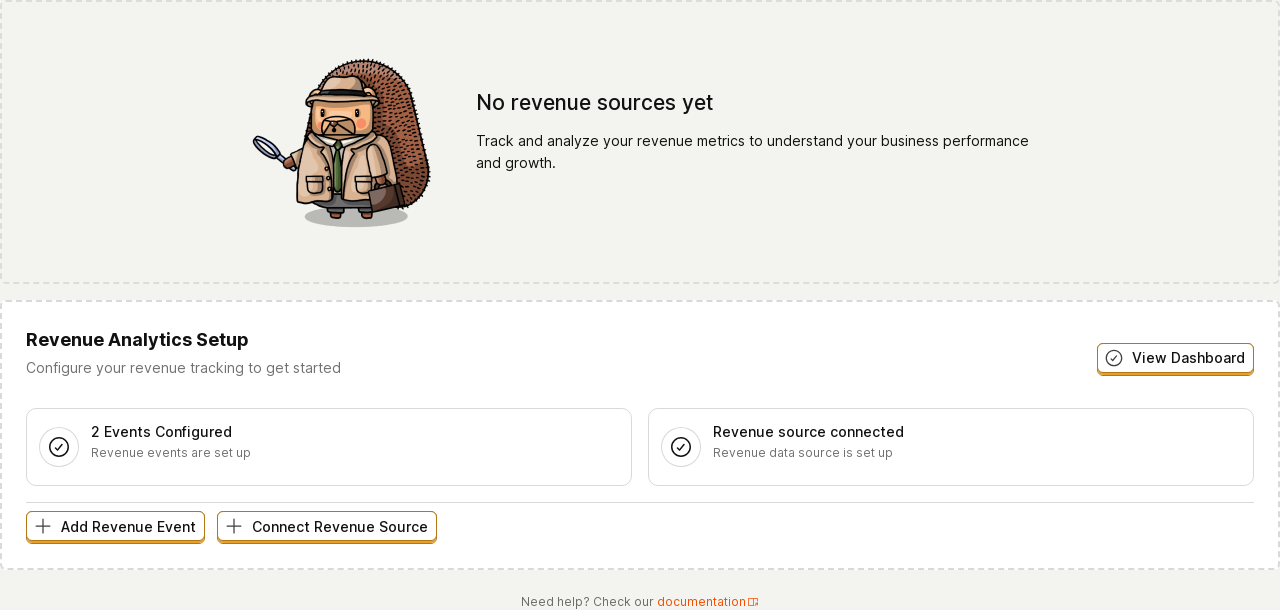 No revenue sources yet
Track and analyze your revenue metrics to understand your business performance
and growth.
Revenue Analytics Setup
Configure your revenue tracking to get started
View Dashboard
2 Events Configured
Revenue events are set up
Revenue source connected
Revenue data source is set up
Add Revenue Event
Connect Revenue Source
Need help? Check our documentation